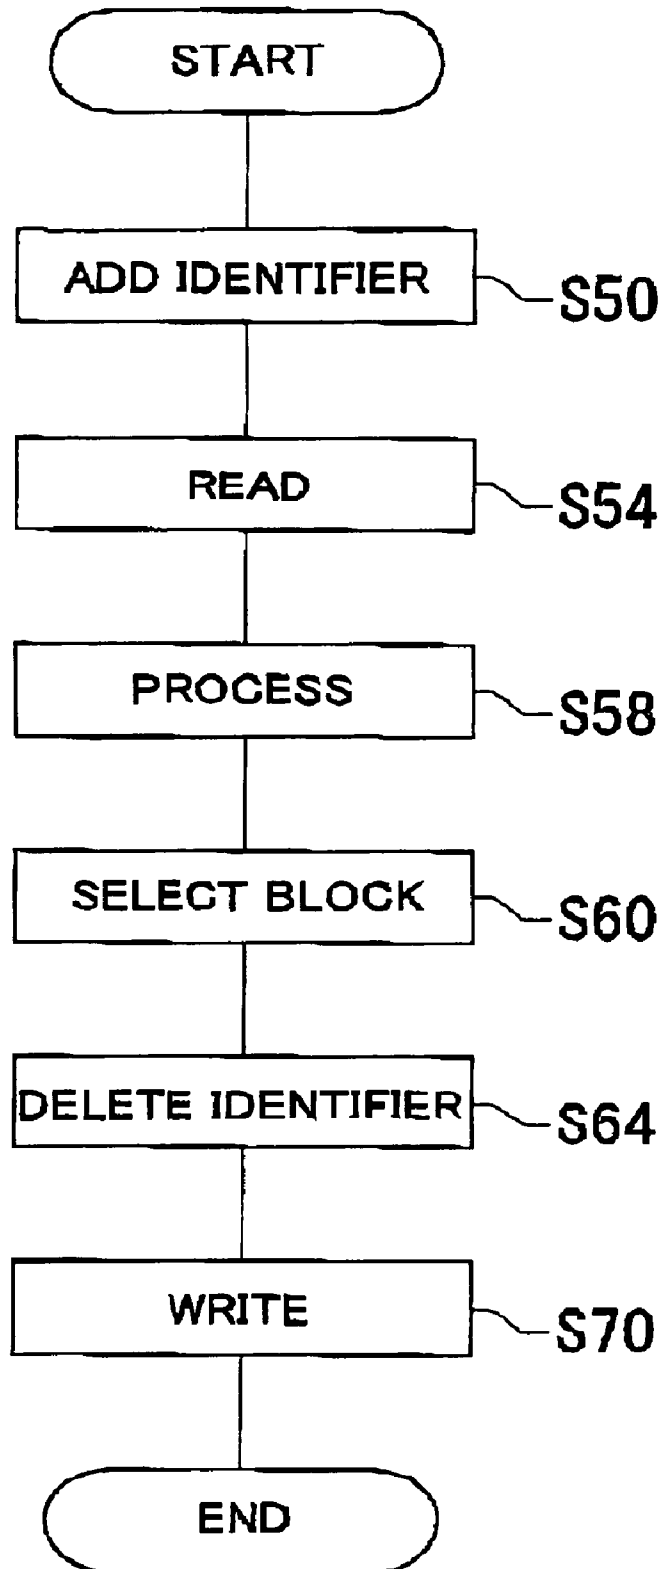 START
ADD IDENTIFIER
S50
READ
S54
PROCESS
S58
SELECT BLOCK
S60
DELETE IDENTIFIER
S64
WRITE
S70
END